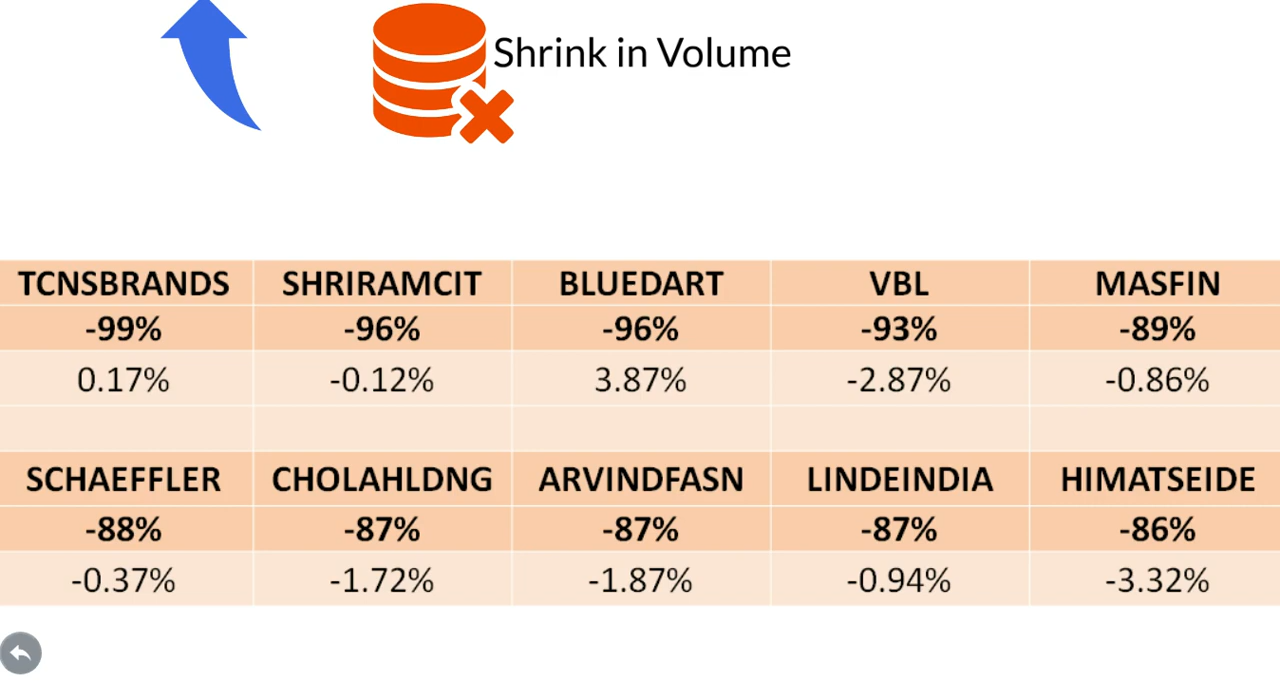 Shrink in Volume
TCNSBRANDS SHRIRAMCIT BLUEDART VBL MASFIN
-99% -96% -96% -93% -89%
0.17% -0.12% 3.87% -2.87% -0.86%
SCHAEFFLER CHOLAHLDNG ARVINDFASN LINDEINDIA HIMATSEIDE
-88% -87% -87% -87% -86%
-0.37% -1.72% -1.87% -0.94% -3.32%